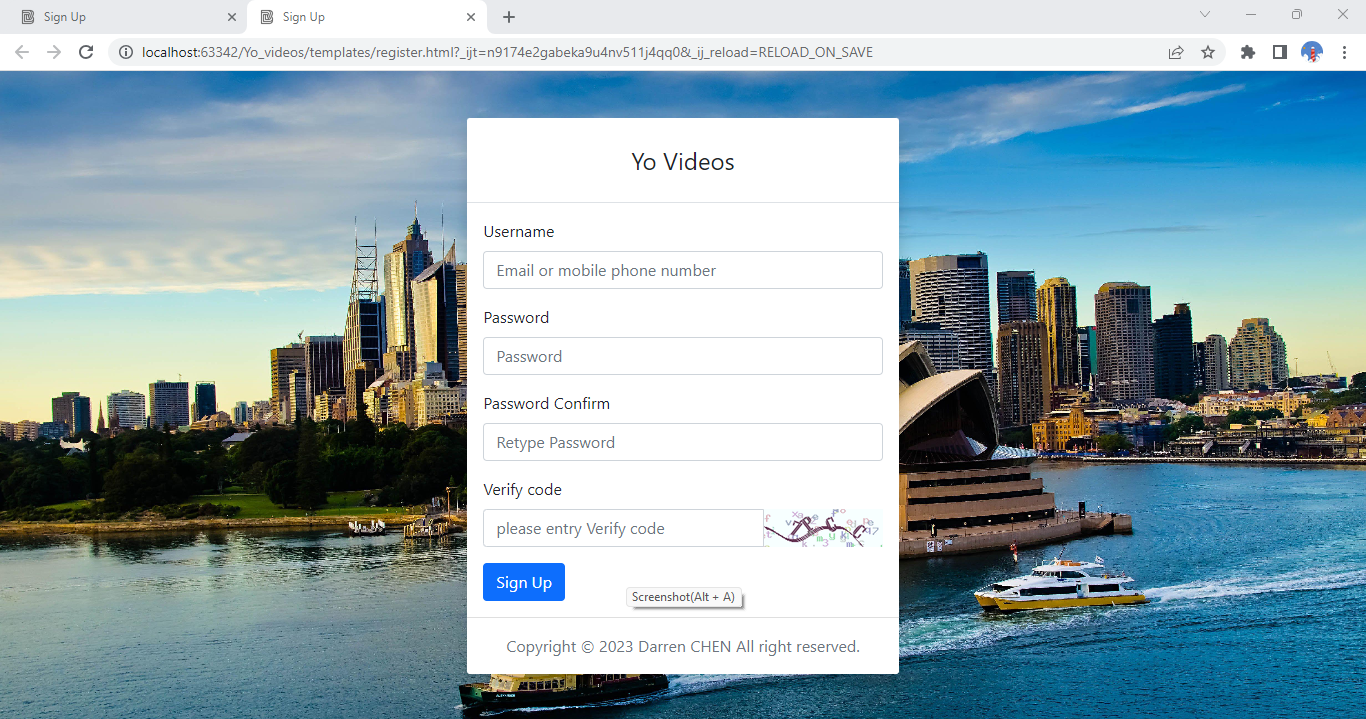 Sign Up
Sign Up
localhost:63342/Yo_videos/templates/register.html?_ijt=n9174e2gabeka9u4nv511j4qq0&_ij_reload=RELOAD_ON_SAVE
Yo Videos
Username
Email or mobile phone number
Password
Password
Password Confirm
Retype Password
Verify code
please entry Verify code
Sign Up
Screenshot(Alt + A)
Copyright © 2023 Darren CHEN All right reserved.